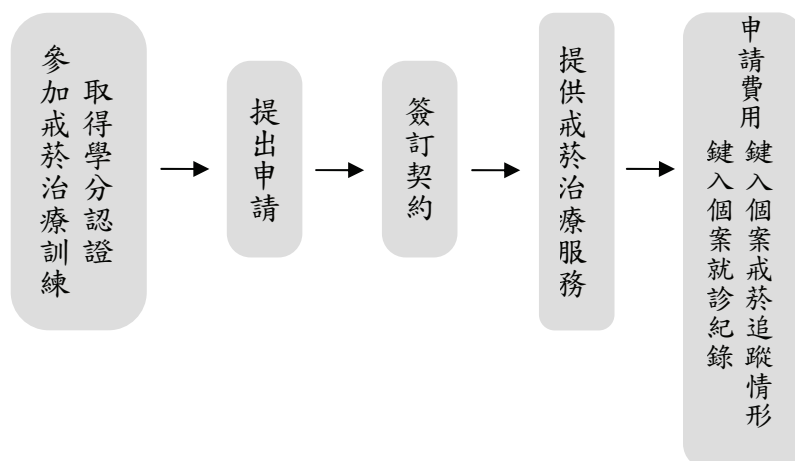 參加戒菸治療訓練
取得學分認證
提出申請
簽訂契約
提供戒菸治療服務
申請費用
鍵入個案就診紀錄
鍵入個案戒菸追蹤情形